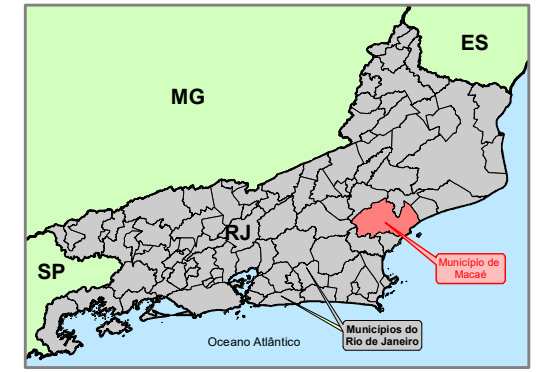 ES
MG
RJ
SP
Município de
Macaé
Municípios do
Rio de Janeiro
Oceano Atlântico